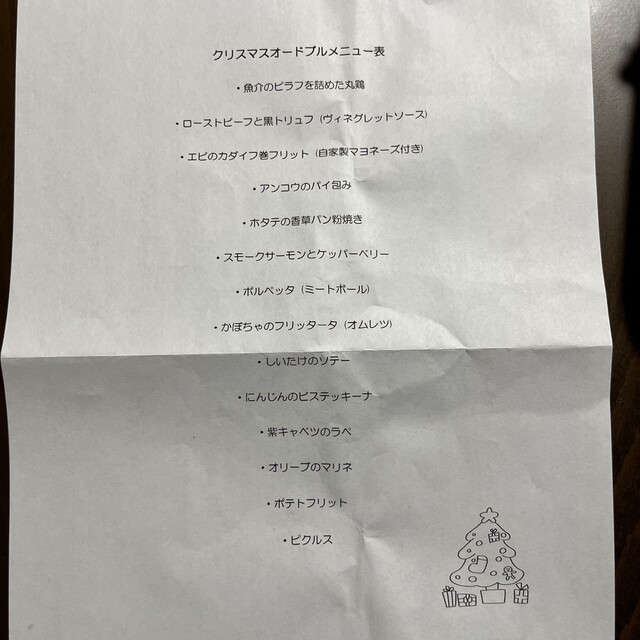 クリスマスオードブルメニュー表
・魚介のピラフを詰めた丸鶏
・ローストビーフと黒トリュフ (ヴィネグレットソース)
・エビのカダイフ巻フリット (自家製マヨネーズ付き)
・アンコウのパイ包み
・ホタテの香草パン粉焼き
・スモークサーモンとケッパーベリー
・ポルペッタ (ミートボール)
・かぼちゃのフリッタータ (オムレツ)
・しいたけのソテー
・にんじんのビステッキーナ
・紫キャベツのラペ
・オリーブのマリネ
・ポテトフリット
・ピクルス